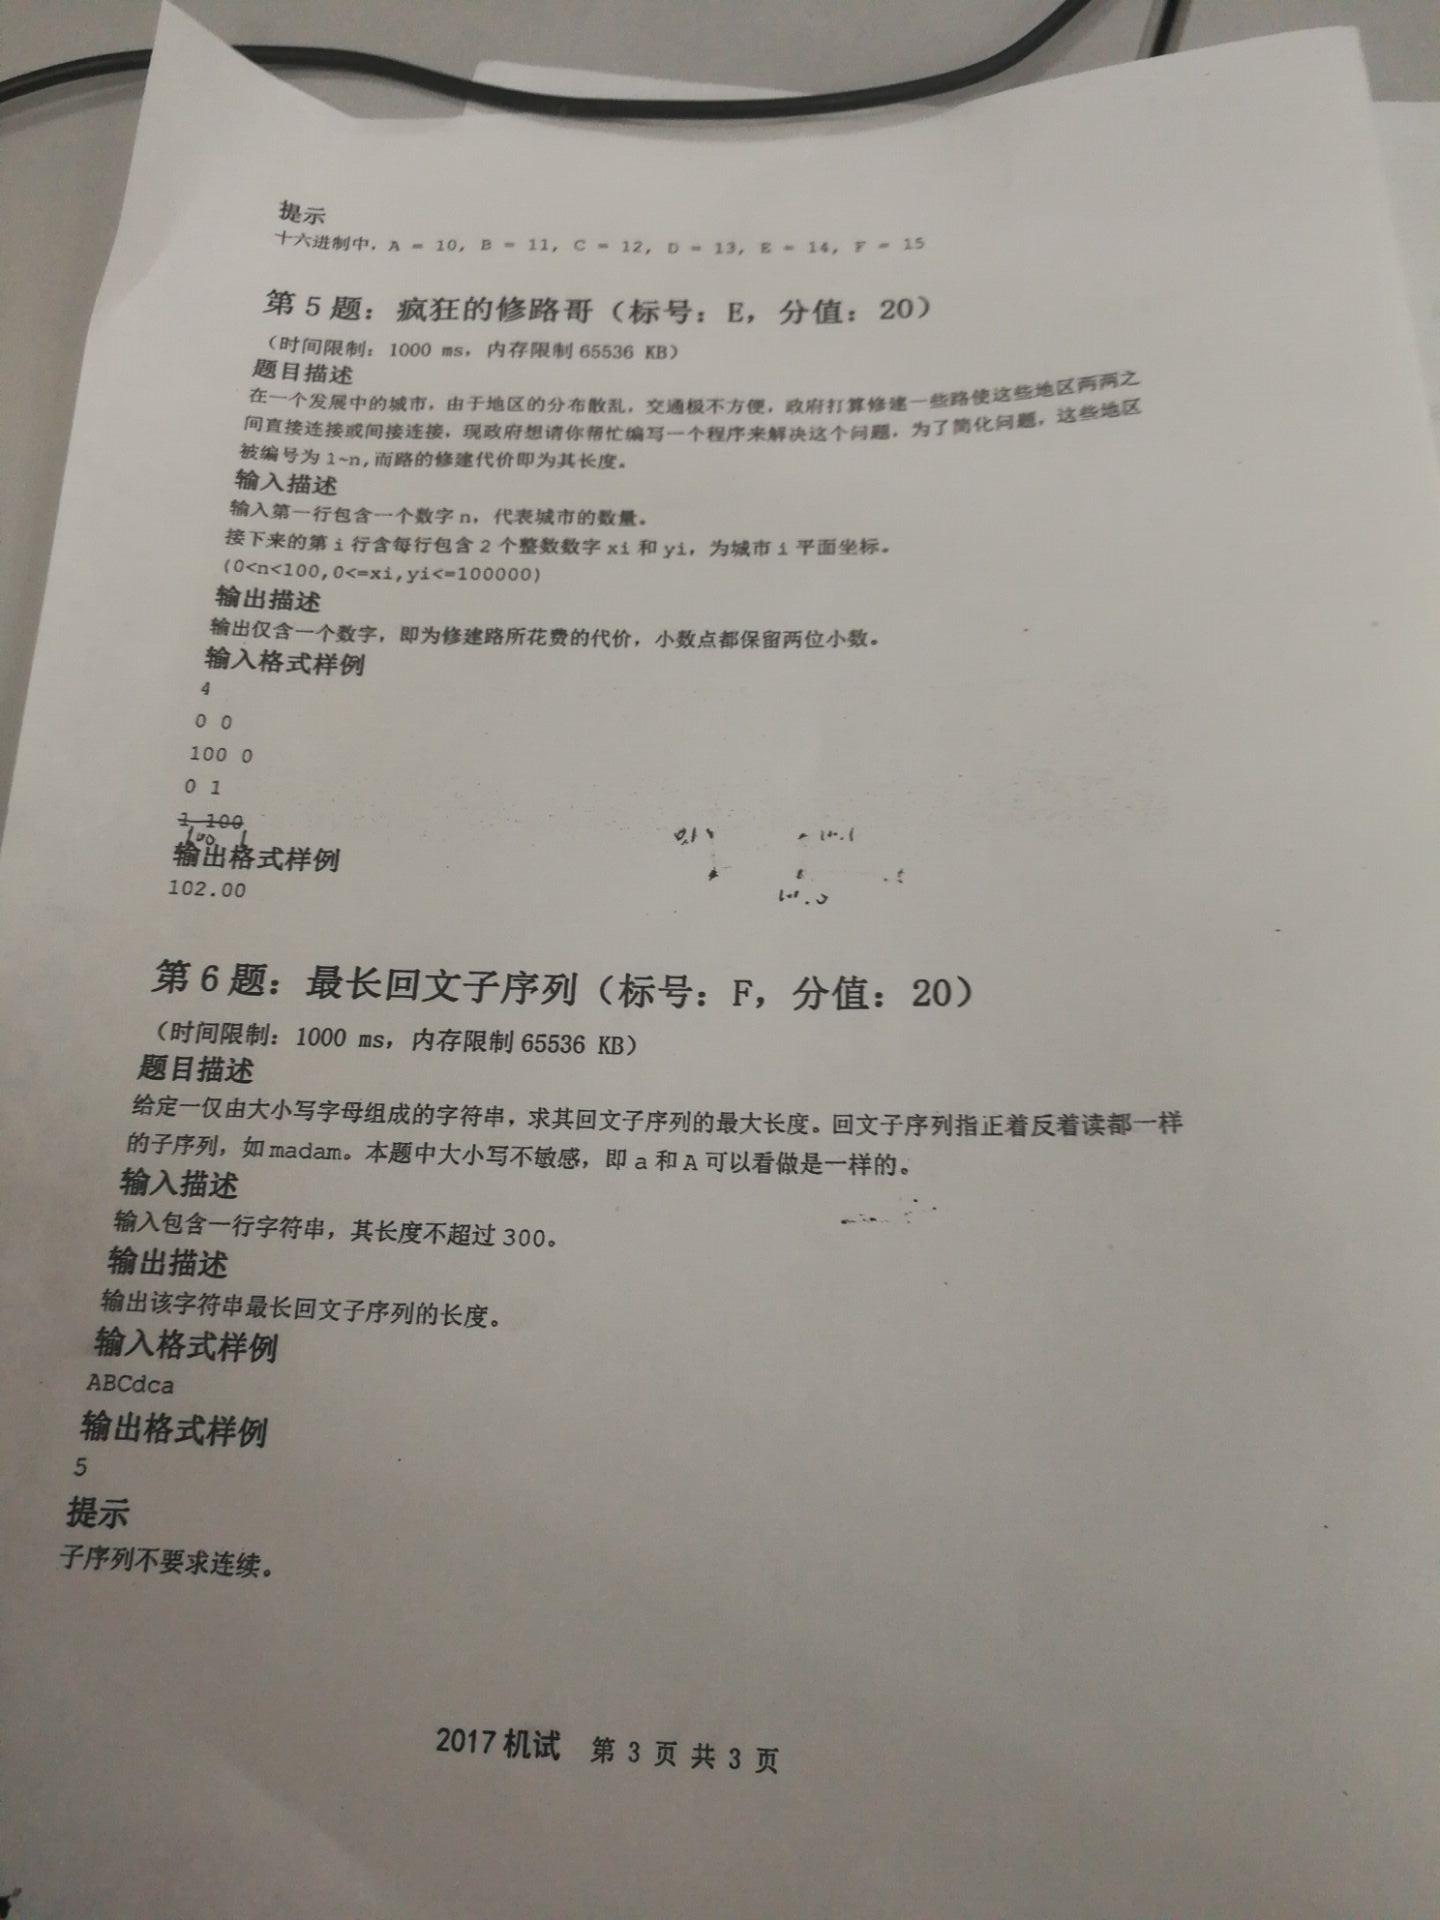 提示
十六进制中，A = 10, B = 11, C = 12, D = 13, E = 14, F = 15
第 5 题：疯狂的修路哥（标号：E，分值：20）
（时间限制：1000 ms，内存限制 65536 KB）
题目描述
在一个发展中的城市，由于地区的分布散乱，交通极不方便，政府打算修建一些路使这些地区两两之
间直接连接或间接连接，现政府想请你帮忙编写一个程序来解决这个问题，为了简化问题，这些地区
被编号为 1~n,而路的修建代价即为其长度。
输入描述
输入第一行包含一个数字 n，代表城市的数量。
接下来的第 i 行含每行包含 2 个整数数字 xi 和 yi，为城市 i 平面坐标。
(0<n<100,0<=xi,yi<=100000)
输出描述
输出仅含一个数字，即为修建路所花费的代价，小数点都保留两位小数。
输入格式样例
4
0 0
100 0
0 1
1 100
100 1
输出格式样例
102.00
0,1
100.0
第 6 题：最长回文子序列（标号：F，分值：20）
（时间限制：1000 ms，内存限制 65536 KB）
题目描述
给定一仅由大小写字母组成的字符串，求其回文子序列的最大长度。回文子序列指正着反着读都一样
的子序列，如 madam。本题中大小写不敏感，即 a 和 A 可以看做是一样的。
输入描述
输入包含一行字符串，其长度不超过 300。
输出描述
输出该字符串最长回文子序列的长度。
输入格式样例
ABCdca
输出格式样例
5
提示
子序列不要求连续。
2017 机试 第 3 页 共 3 页